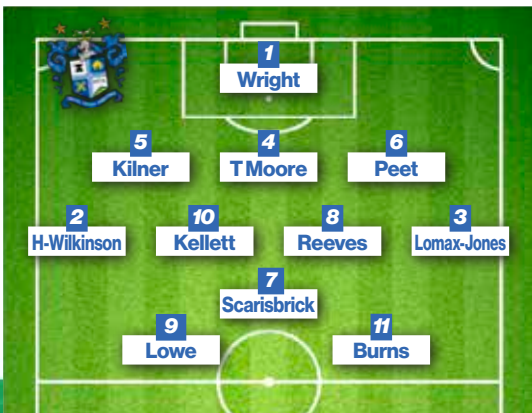 1
Wright
5
Kilner
4
T Moore
6
Peet
2
H-Wilkinson
10
Kellett
8
Reeves
3
Lomax-Jones
7
Scarisbrick
9
Lowe
11
Burns